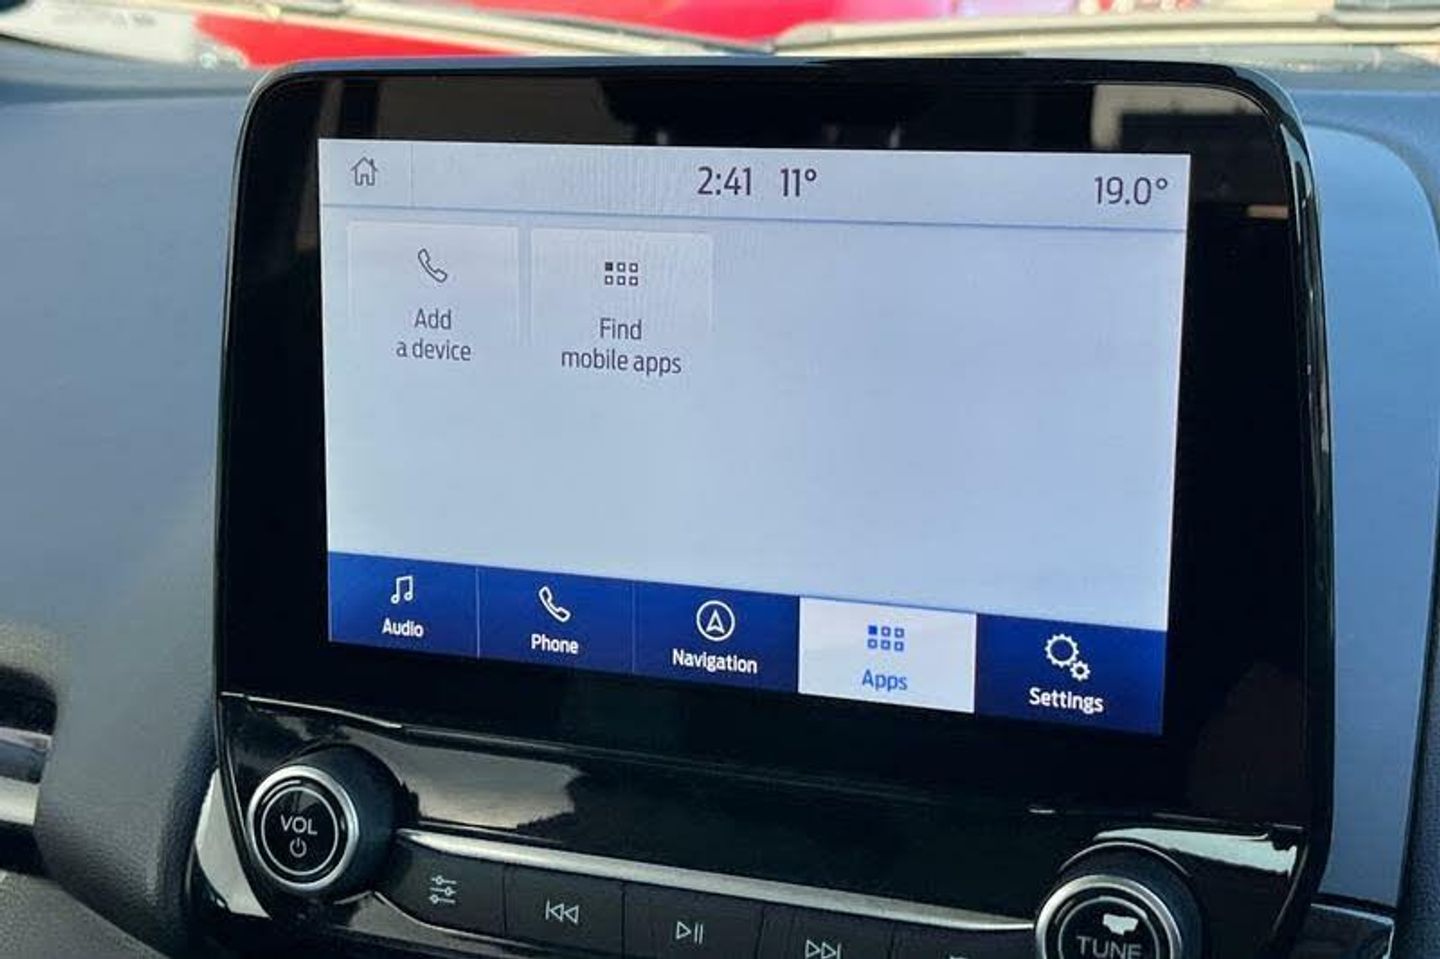 2:41 11° 19.0°
Add
a device
Find
mobile apps
Audio
Phone
Navigation
Apps
Settings
VOL
TUNE